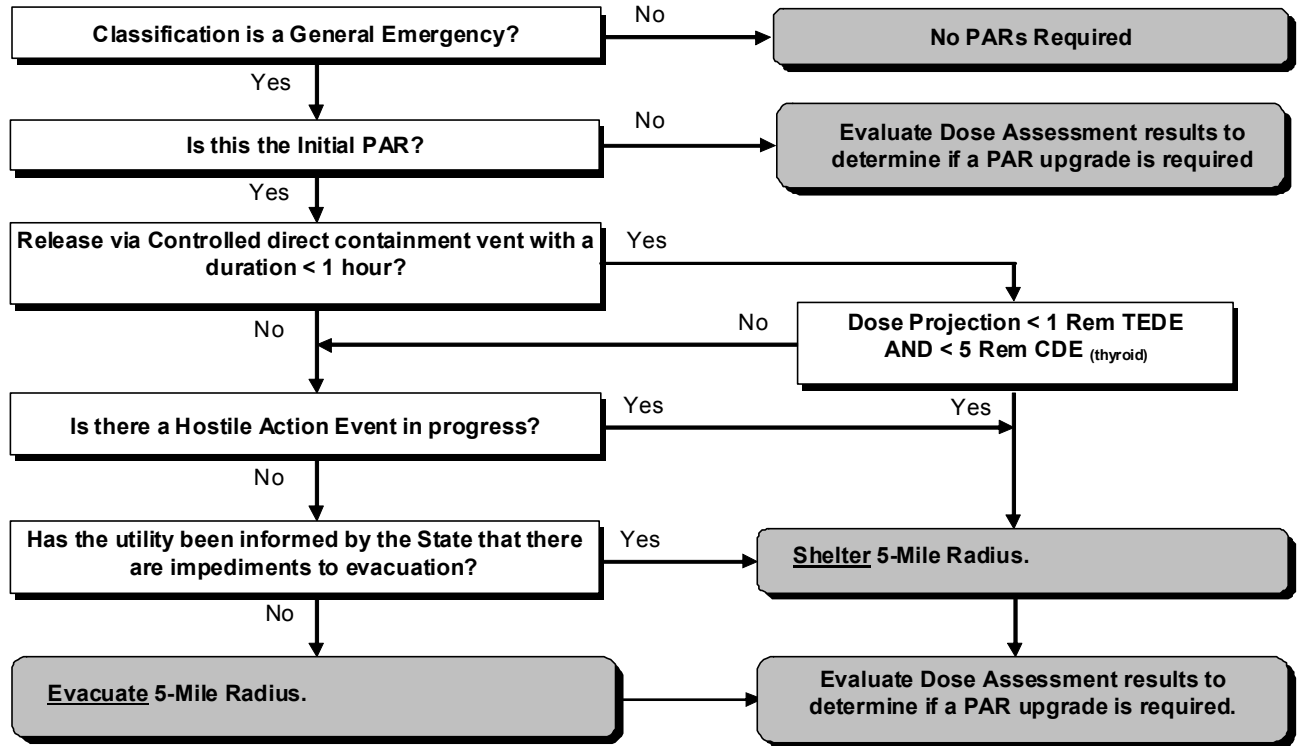 Classification is a General Emergency?
No
No PARs Required
Yes
Is this the Initial PAR?
No
Evaluate Dose Assessment results to
determine if a PAR upgrade is required
Yes
Release via Controlled direct containment vent with a
duration < 1 hour?
Yes
No
Dose Projection < 1 Rem TEDE
AND < 5 Rem CDE (thyroid)
No
Yes
Is there a Hostile Action Event in progress?
Yes
No
Has the utility been informed by the State that there
are impediments to evacuation?
Yes
Shelter 5-Mile Radius.
No
Evacuate 5-Mile Radius.
Evaluate Dose Assessment results to
determine if a PAR upgrade is required.